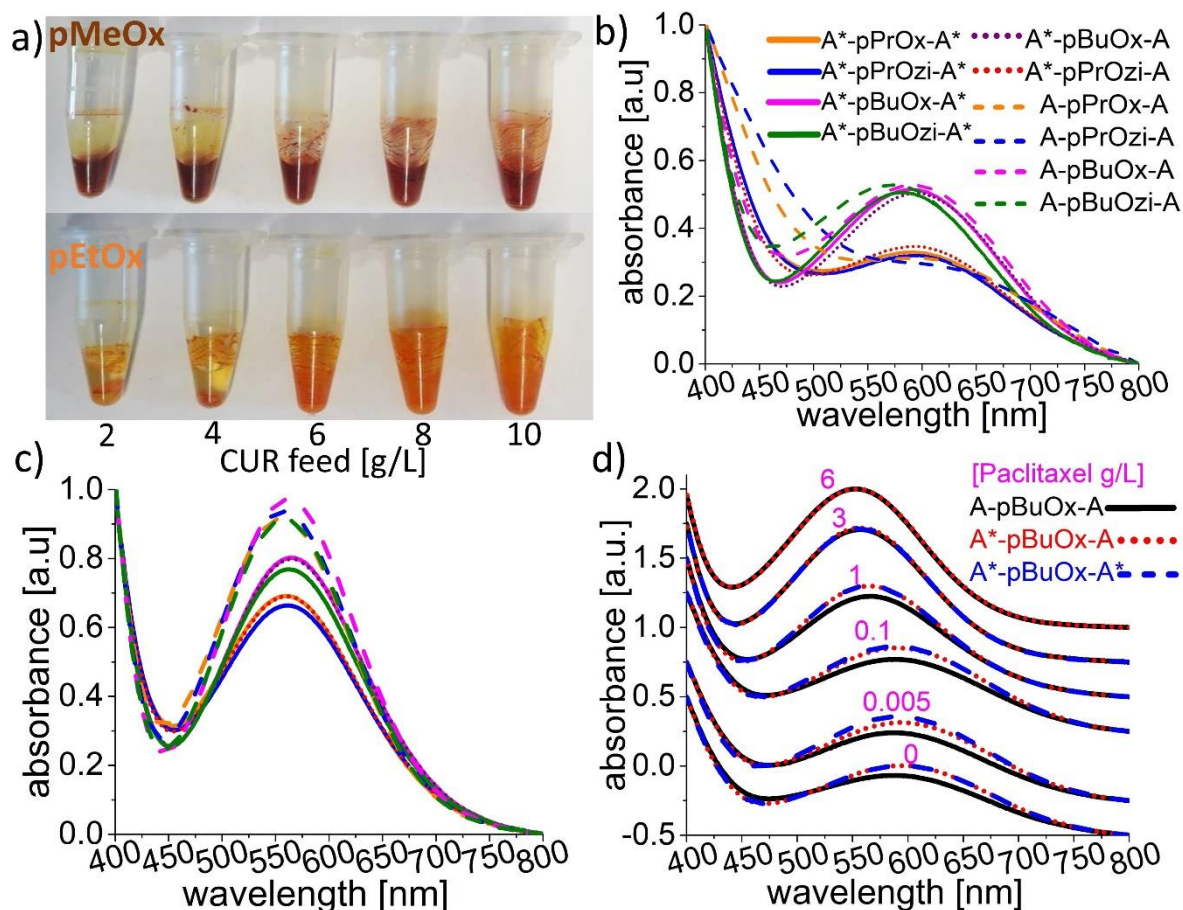 a)
pMeOx
pEtOx
2 4 6 8 10
CUR feed [g/L]
b)
A*-pPrOx-A*
A*-pPrOzi-A*
A*-pBuOx-A*
A*-pBuOzi-A*
A*-pBuOx-A
A*-pPrOzi-A
A-pPrOx-A
A-pPrOzi-A
A-pBuOx-A
A-pBuOzi-A
absorbance [a.u]
1.0
0.8
0.6
0.4
0.2
0.0
400 450 500 550 600 650 700 750 800
wavelength [nm]
c)
absorbance [a.u]
1.0
0.8
0.6
0.4
0.2
0.0
400 450 500 550 600 650 700 750 800
wavelength [nm]
d)
[Paclitaxel g/L]
A-pBuOx-A
A*-pBuOx-A
A*-pBuOx-A*
6
3
1
0.1
0.005
0
absorbance [a.u.]
2.0
1.5
1.0
0.5
0.0
-0.5
400 450 500 550 600 650 700 750 800
wavelength [nm]